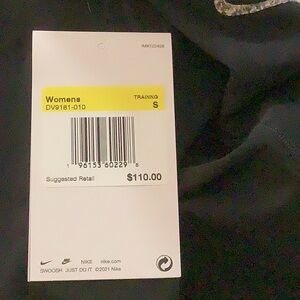 Womens TRAINING
DV9181-010 S
1 96153 60229 8
Suggested Retail $110.00
NIKE nike.com
SWOOSH JUST DO IT ©2021 Nike